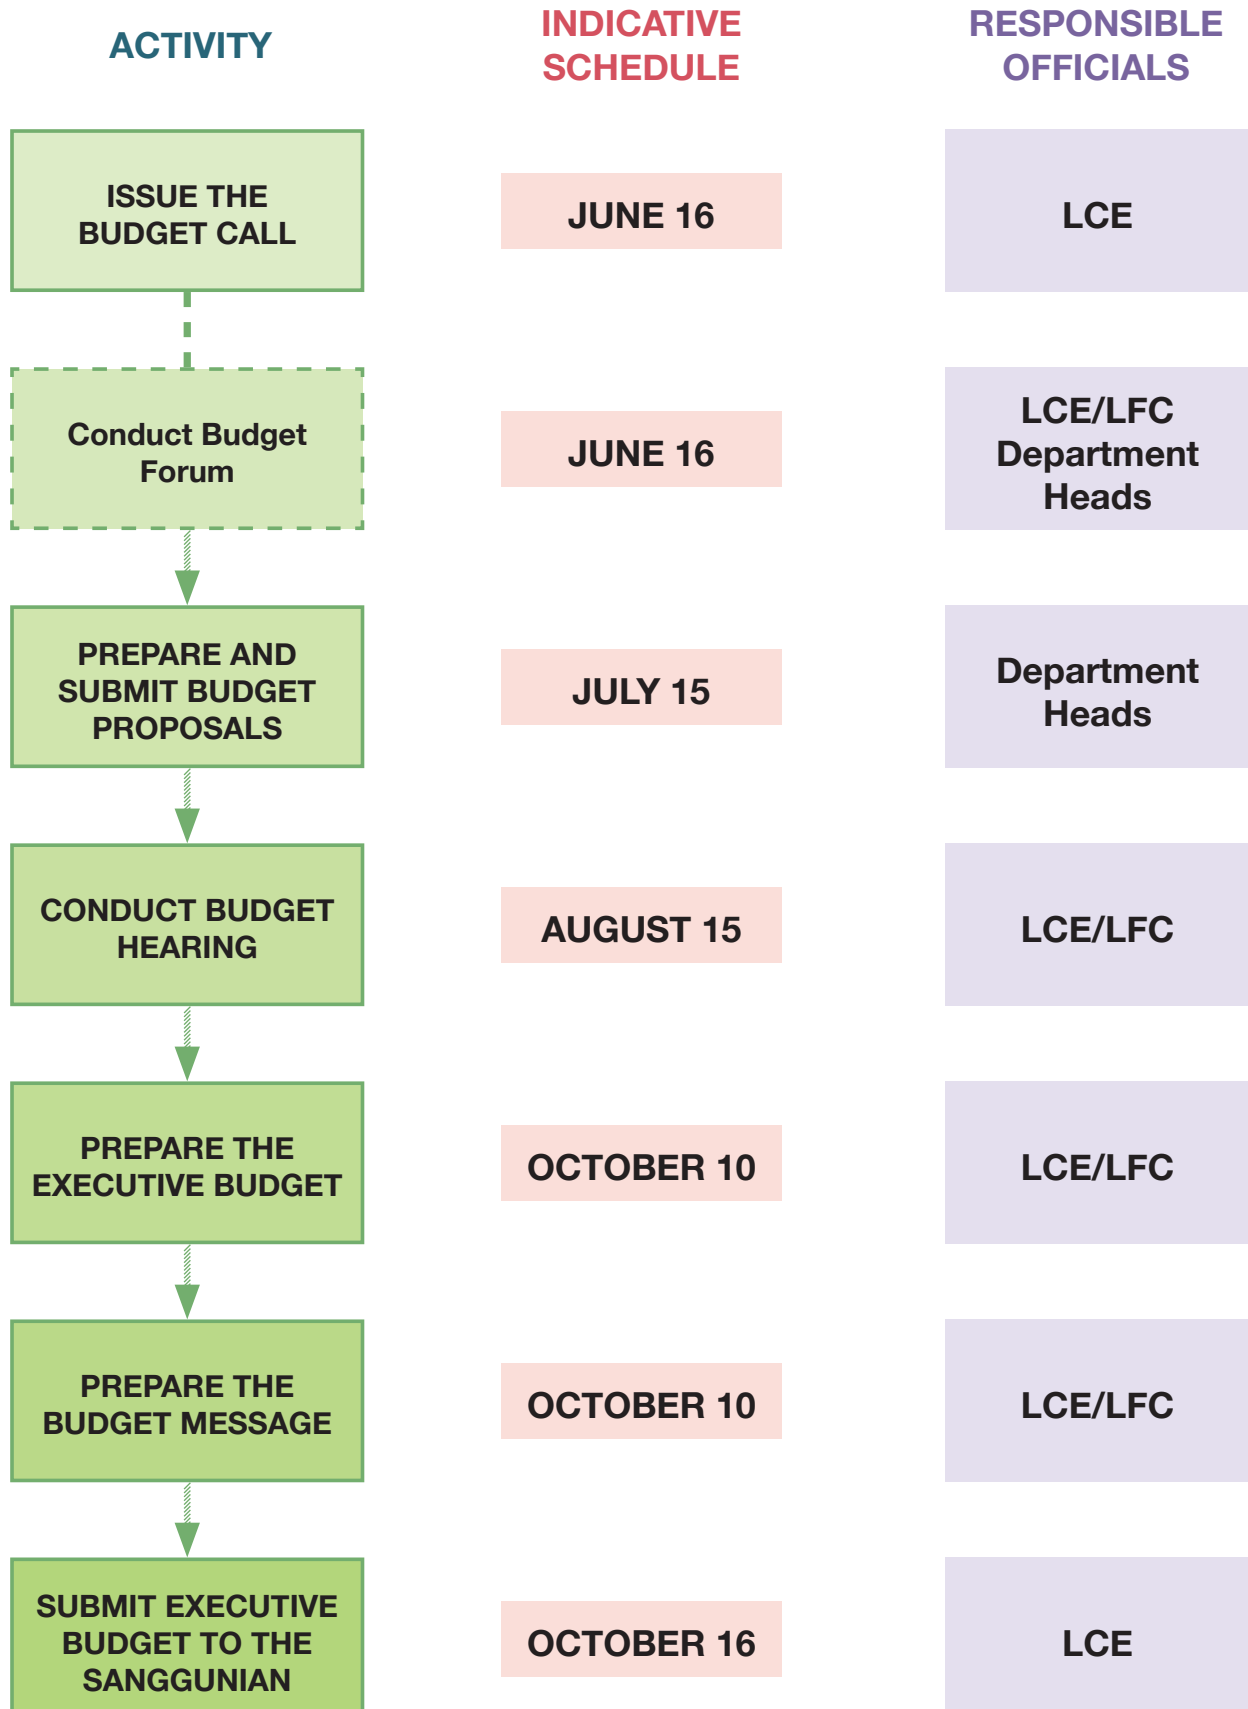 ACTIVITY
INDICATIVE
SCHEDULE
RESPONSIBLE
OFFICIALS
ISSUE THE
BUDGET CALL
JUNE 16
LCE
Conduct Budget
Forum
JUNE 16
LCE/LFC
Department
Heads
PREPARE AND
SUBMIT BUDGET
PROPOSALS
JULY 15
Department
Heads
CONDUCT BUDGET
HEARING
AUGUST 15
LCE/LFC
PREPARE THE
EXECUTIVE BUDGET
OCTOBER 10
LCE/LFC
PREPARE THE
BUDGET MESSAGE
OCTOBER 10
LCE/LFC
SUBMIT EXECUTIVE
BUDGET TO THE
SANGGUNIAN
OCTOBER 16
LCE